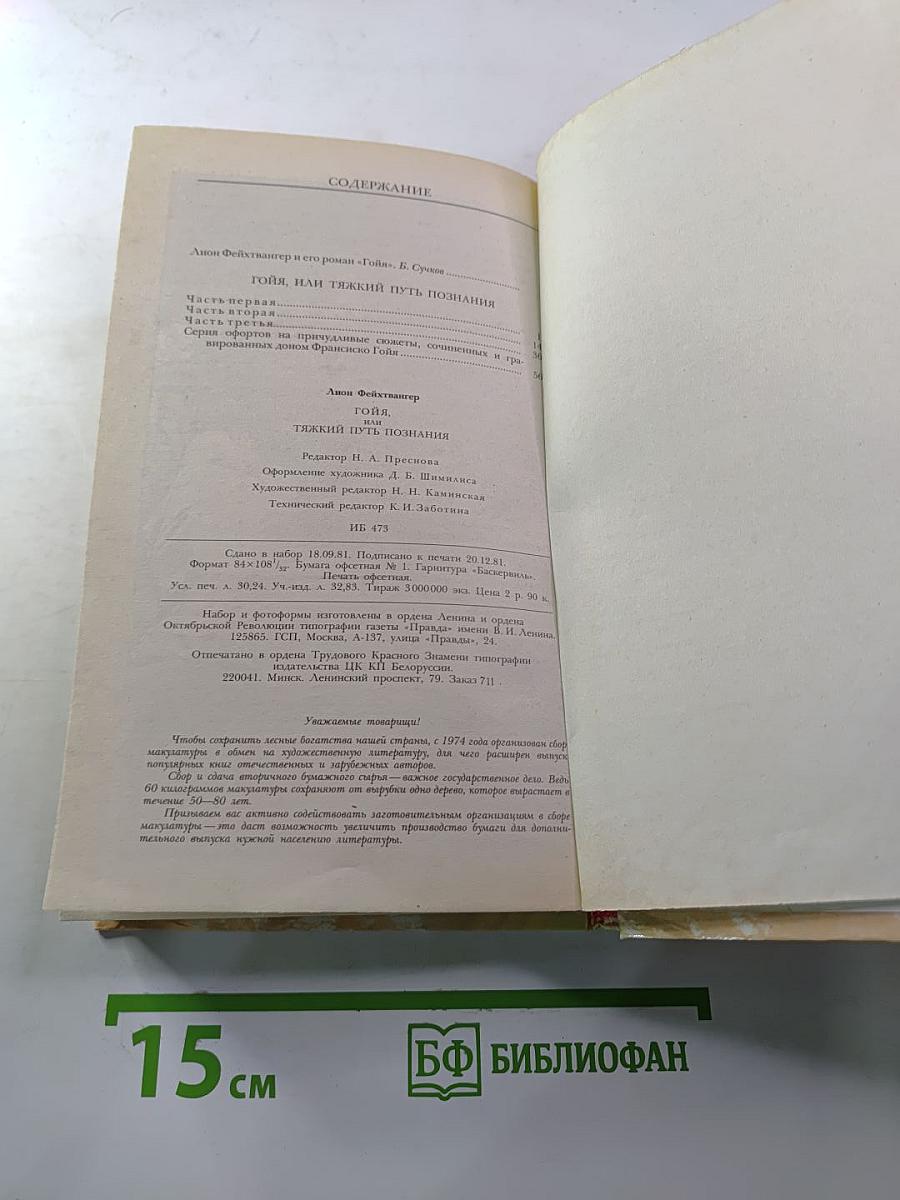 СОДЕРЖАНИЕ
Лион Фейхтвангер и его роман «Гойя». Б. Сучков
ГОЙЯ, ИЛИ ТЯЖКИЙ ПУТЬ ПОЗНАНИЯ
Часть первая
Часть вторая
Часть третья
Серия офортов на причудливые сюжеты, сочиненных и гра-
вированных доном Франсиско Гойя
Лион Фейхтвангер
ГОЙЯ,
или
ТЯЖКИЙ ПУТЬ ПОЗНАНИЯ
Редактор Н. А. Преснова
Оформление художника Д. Б. Шимилиса
Художественный редактор Н. Н. Каминская
Технический редактор К. И. Заботина
ИБ 473
Сдано в набор 18.09.81. Подписано к печати 20.12.81.
Формат 84×108¹/₃₂. Бумага офсетная № 1. Гарнитура «Баскервиль».
Печать офсетная.
Усл. печ. л. 30,24. Уч.-изд. л. 32,83. Тираж 3 000 000 экз. Цена 2 р. 90 к.
Набор и фотоформы изготовлены в ордена Ленина и ордена
Октябрьской Революции типографии газеты «Правда» имени В. И. Ленина.
125865. ГСП, Москва, А-137, улица «Правды», 24.
Отпечатано в ордена Трудового Красного Знамени типографии
издательства ЦК КП Белоруссии.
220041. Минск. Ленинский проспект, 79. Заказ 711.
Уважаемые товарищи!
Чтобы сохранить лесные богатства нашей страны, с 1974 года организован сбор
макулатуры в обмен на художественную литературу, для чего расширен выпуск
популярных книг отечественных и зарубежных авторов.
Сбор и сдача вторичного бумажного сырья — важное государственное дело. Ведь
60 килограммов макулатуры сохраняют от вырубки одно дерево, которое вырастает в
течение 50—80 лет.
Призываем вас активно содействовать заготовительным организациям в сборе
макулатуры — это даст возможность увеличить производство бумаги для дополни-
тельного выпуска нужной населению литературы.
15 см
БФ БИБЛИОФАН